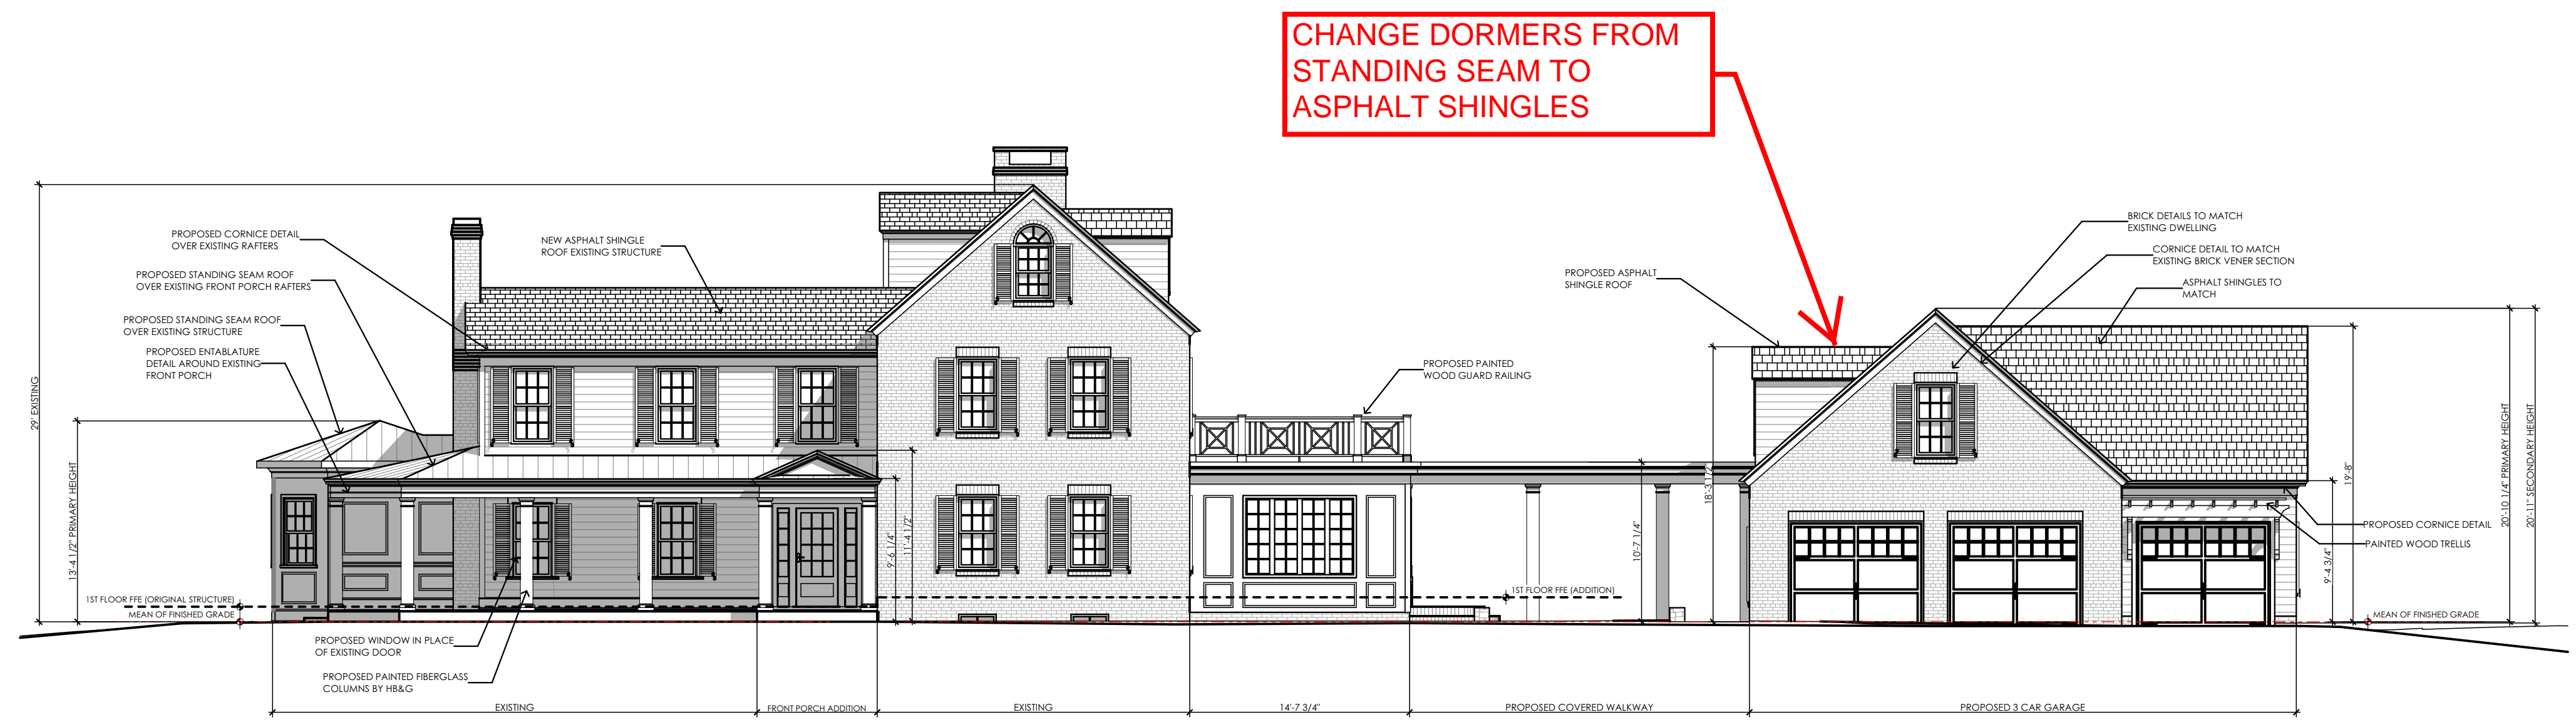 CHANGE DORMERS FROM
STANDING SEAM TO
ASPHALT SHINGLES
PROPOSED CORNICE DETAIL
OVER EXISTING RAFTERS
NEW ASPHALT SHINGLE
ROOF EXISTING STRUCTURE
PROPOSED STANDING SEAM ROOF
OVER EXISTING FRONT PORCH RAFTERS
PROPOSED STANDING SEAM ROOF
OVER EXISTING STRUCTURE
PROPOSED ENTABLATURE
DETAIL AROUND EXISTING
FRONT PORCH
29' EXISTING
13'-4 1/2" PRIMARY HEIGHT
1ST FLOOR FFE (ORIGINAL STRUCTURE)
MEAN OF FINISHED GRADE
PROPOSED WINDOW IN PLACE
OF EXISTING DOOR
PROPOSED PAINTED FIBERGLASS
COLUMNS BY HB&G
9'-6 1/4"
11'-4 1/2"
PROPOSED PAINTED
WOOD GUARD RAILING
PROPOSED ASPHALT
SHINGLE ROOF
1ST FLOOR FFE (ADDITION)
10'-7 1/4"
18'-3 1/2"
BRICK DETAILS TO MATCH
EXISTING DWELLING
CORNICE DETAIL TO MATCH
EXISTING BRICK VENER SECTION
ASPHALT SHINGLES TO
MATCH
PROPOSED CORNICE DETAIL
PAINTED WOOD TRELLIS
9'-4 3/4"
19'-8"
20'-10 1/4" PRIMARY HEIGHT
20'-11" SECONDARY HEIGHT
MEAN OF FINISHED GRADE
EXISTING
FRONT PORCH ADDITION
EXISTING
14'-7 3/4"
PROPOSED COVERED WALKWAY
PROPOSED 3 CAR GARAGE